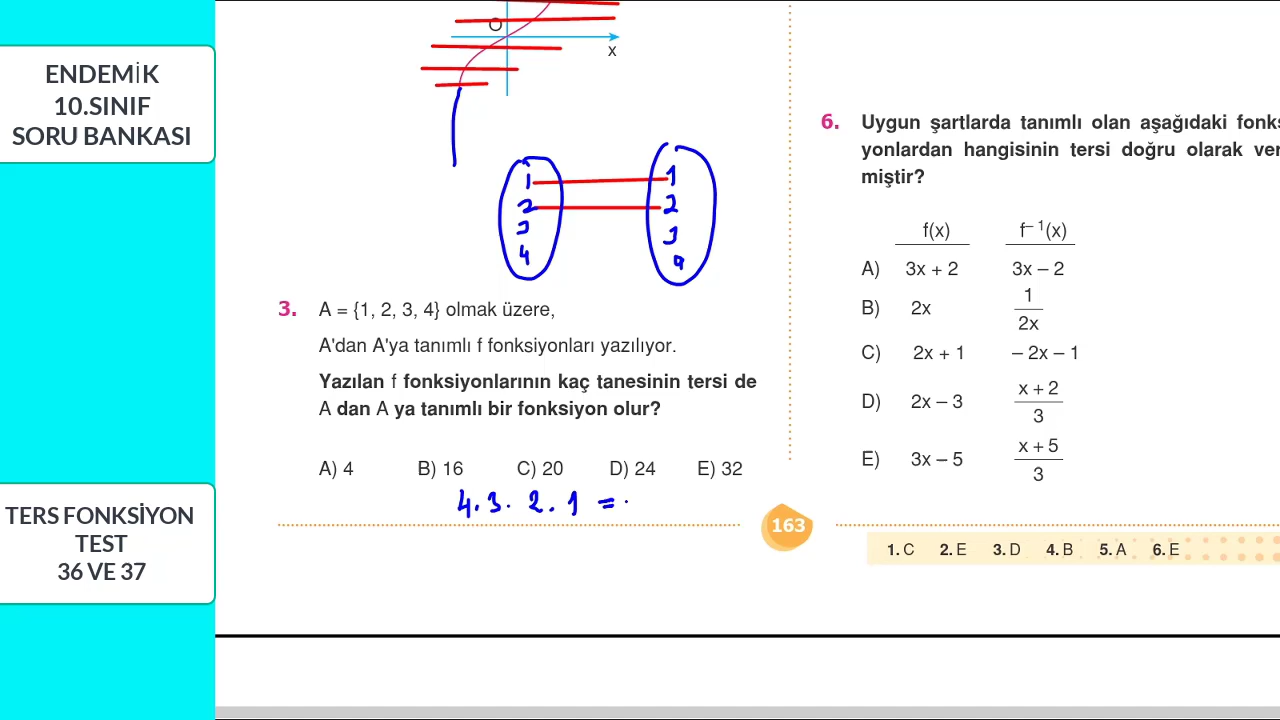 ENDEMİK
10.SINIF
SORU BANKASI
TERS FONKSİYON
TEST
36 VE 37
O
x
1 1
2 2
3 3
4 4
3. A = {1, 2, 3, 4} olmak üzere,
A'dan A'ya tanımlı f fonksiyonları yazılıyor.
Yazılan f fonksiyonlarının kaç tanesinin tersi de
A dan A ya tanımlı bir fonksiyon olur?
A) 4 B) 16 C) 20 D) 24 E) 32
4.3.2.1 =
163
6. Uygun şartlarda tanımlı olan aşağıdaki fonks
yonlardan hangisinin tersi doğru olarak ver
miştir?
f(x) f⁻¹(x)
A) 3x + 2 3x – 2
B) 2x 1/2x
C) 2x + 1 – 2x – 1
D) 2x – 3 x + 2/3
E) 3x – 5 x + 5/3
1. C 2. E 3. D 4. B 5. A 6. E